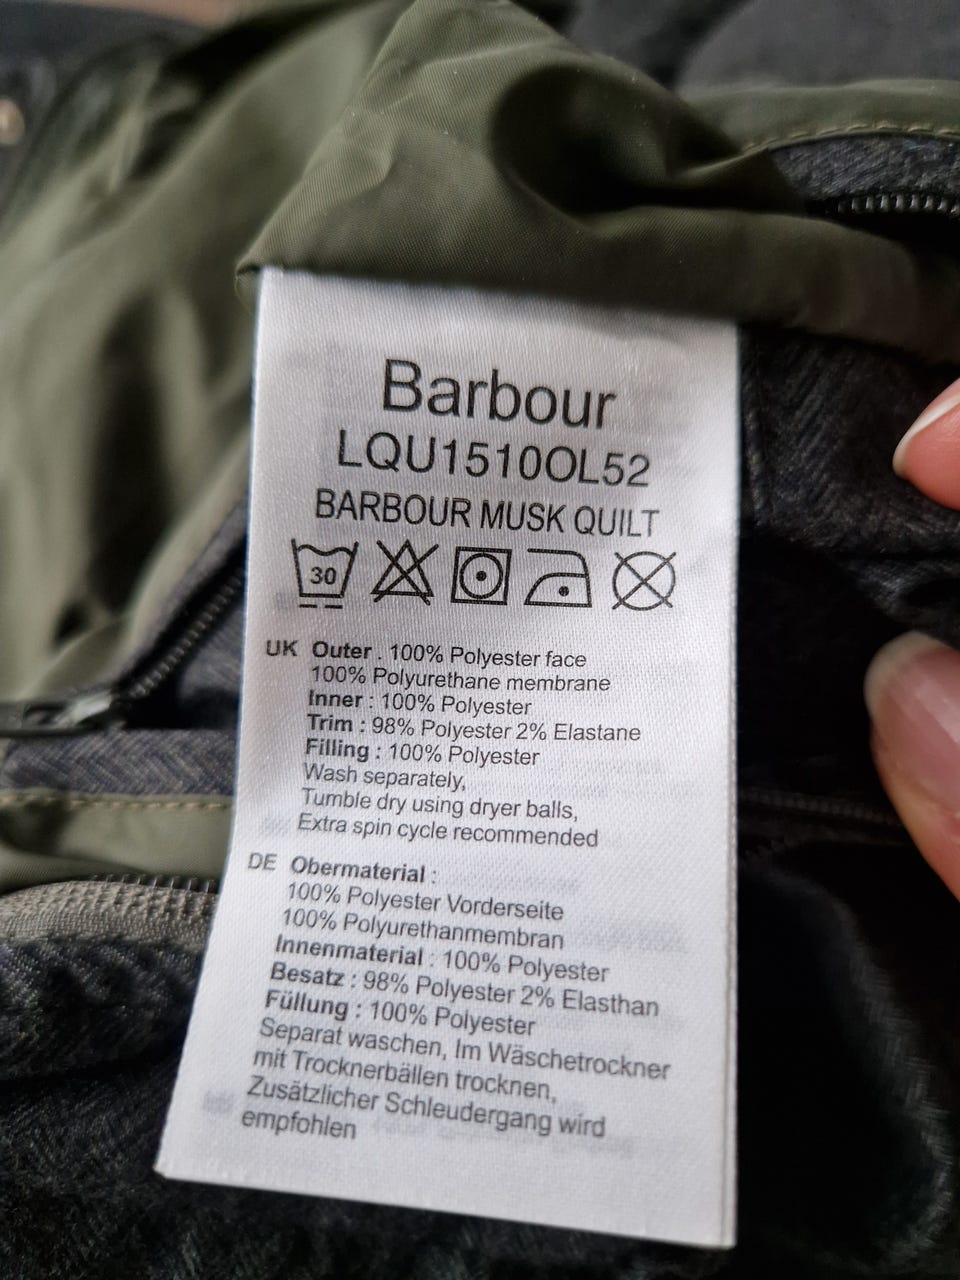 Barbour
LQU1510OL52
BARBOUR MUSK QUILT
30
UK Outer . 100% Polyester face
100% Polyurethane membrane
Inner : 100% Polyester
Trim : 98% Polyester 2% Elastane
Filling : 100% Polyester
Wash separately,
Tumble dry using dryer balls,
Extra spin cycle recommended
DE Obermaterial :
100% Polyester Vorderseite
100% Polyurethanmembran
Innenmaterial : 100% Polyester
Besatz : 98% Polyester 2% Elasthan
Füllung : 100% Polyester
Separat waschen, Im Wäschetrockner
mit Trocknerbällen trocknen,
Zusätzlicher Schleudergang wird
empfohlen